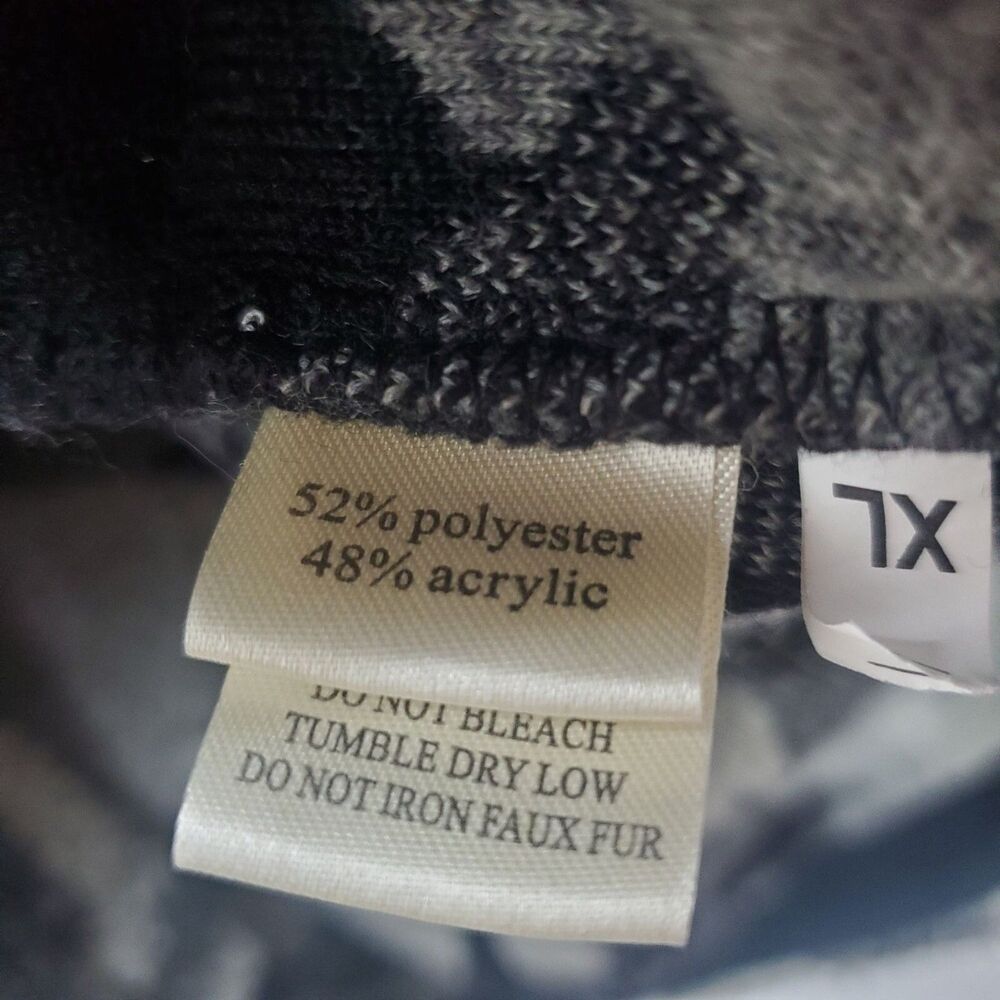 52% polyester
48% acrylic
XL
DO NOT BLEACH
TUMBLE DRY LOW
DO NOT IRON FAUX FUR